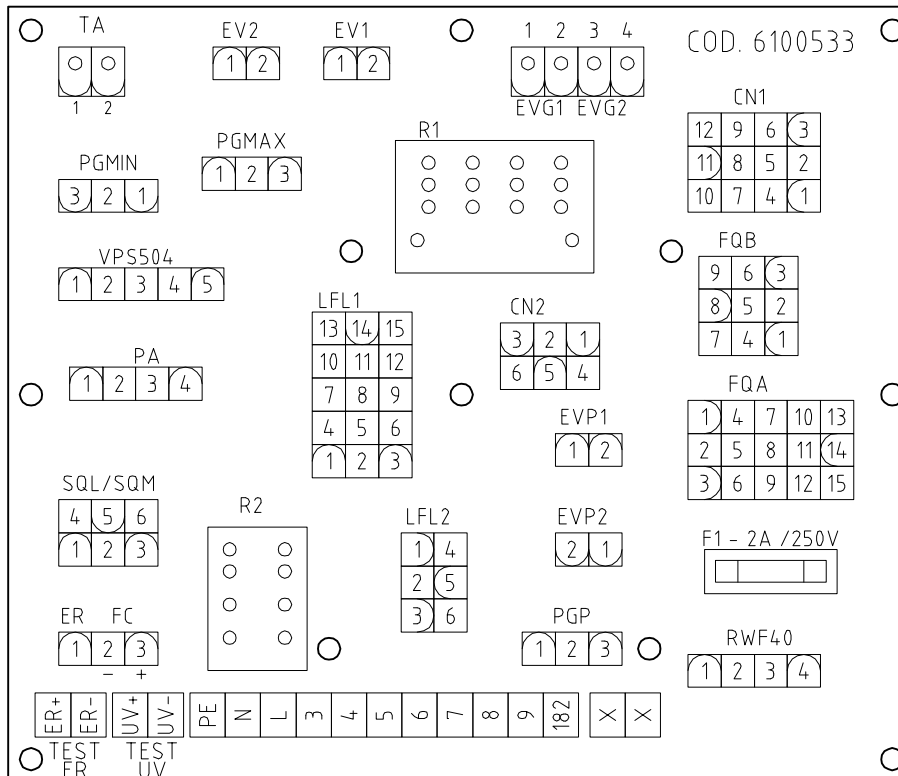 TA
EV2
EV1
1 2 3 4
COD. 6100533
1 2
1 2
1 2
EVG1 EVG2
CN1
12 9 6 3
11 8 5 2
10 7 4 1
PGMAX
1 2 3
PGMIN
3 2 1
R1
VPS504
1 2 3 4 5
FQB
9 6 3
8 5 2
7 4 1
LFL1
13 14 15
10 11 12
7 8 9
4 5 6
1 2 3
CN2
3 2 1
6 5 4
PA
1 2 3 4
FQA
1 4 7 10 13
2 5 8 11 14
3 6 9 12 15
EVP1
1 2
SQL/SQM
4 5 6
1 2 3
R2
LFL2
1 4
2 5
3 6
EVP2
2 1
F1 - 2A /250V
ER FC
1 2 3
- +
PGP
1 2 3
RWF40
1 2 3 4
ER+ ER- UV+ UV- PE N L 3 4 5 6 7 8 9 182 X X
TEST ER
TEST UV